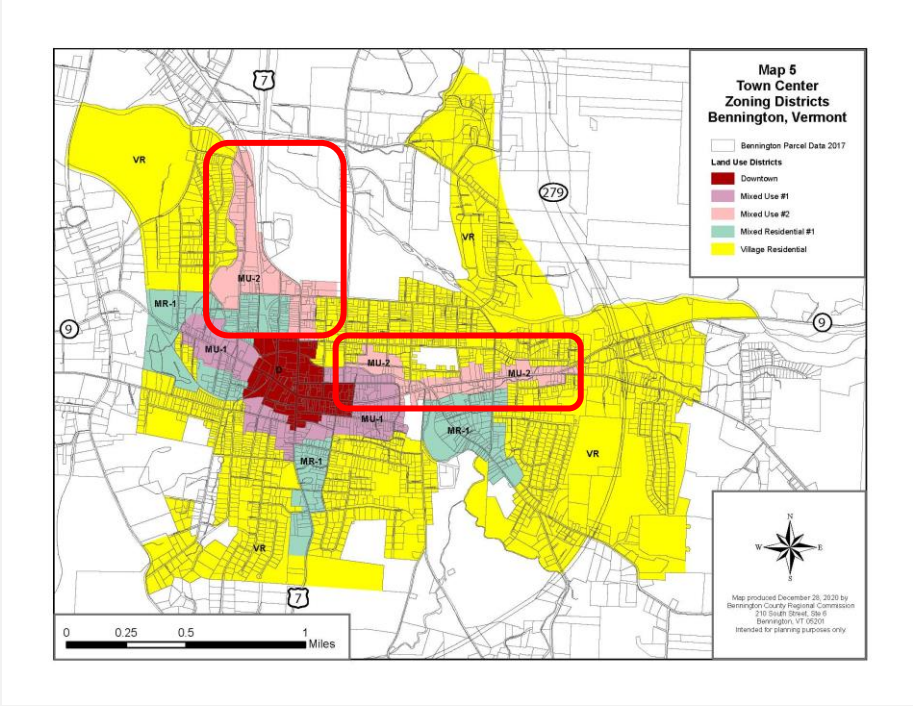 Map 5
Town Center
Zoning Districts
Bennington, Vermont
Bennington Parcel Data 2017
Land Use Districts
Downtown
Mixed Use #1
Mixed Use #2
Mixed Residential #1
Village Residential
7
VR
279
VR
MU-2
MR-1
9
9
MU-1
MU-2
D
MU-2
MU-1
MR-1
VR
MR-1
VR
7
N
W
E
S
Map produced December 28, 2020 by
Bennington County Regional Commission
210 South Street, Ste 6
Bennington, VT 05201
Intended for planning purposes only
0 0.25 0.5 1
Miles